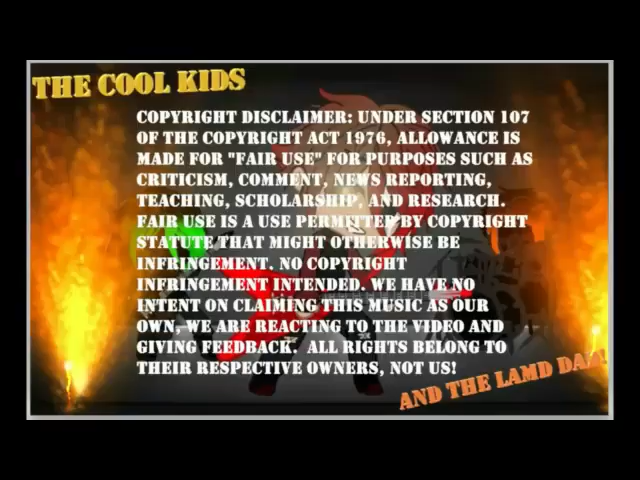 THE COOL KIDS
COPYRIGHT DISCLAIMER: UNDER SECTION 107
OF THE COPYRIGHT ACT 1976, ALLOWANCE IS
MADE FOR "FAIR USE" FOR PURPOSES SUCH AS
CRITICISM, COMMENT, NEWS REPORTING,
TEACHING, SCHOLARSHIP, AND RESEARCH.
FAIR USE IS A USE PERMITTED BY COPYRIGHT
STATUTE THAT MIGHT OTHERWISE BE
INFRINGEMENT. NO COPYRIGHT
INFRINGEMENT INTENDED. WE HAVE NO
INTENT ON CLAIMING THIS MUSIC AS OUR
OWN, WE ARE REACTING TO THE VIDEO AND
GIVING FEEDBACK. ALL RIGHTS BELONG TO
THEIR RESPECTIVE OWNERS, NOT US!
AND THE LAMD